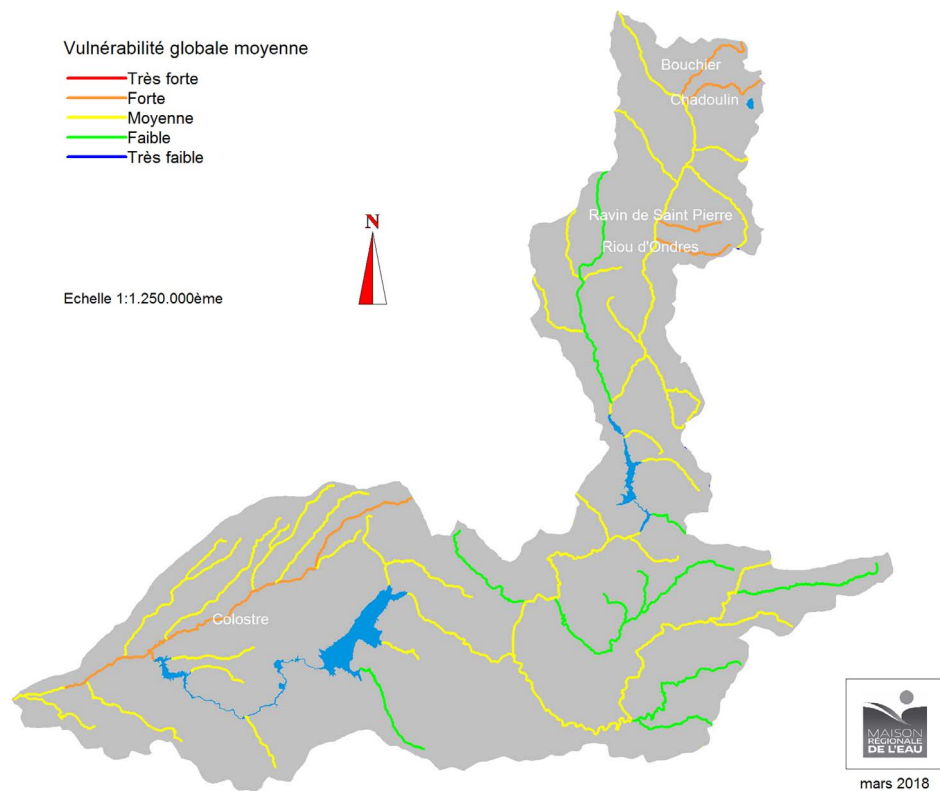 Vulnérabilité globale moyenne
Très forte
Forte
Moyenne
Faible
Très faible
N
Echelle 1:1.250.000ème
Bouchier
Chadoulin
Ravin de Saint Pierre
Riou d'Ondres
Colostre
MAISON
RÉGIONALE
DE L'EAU
mars 2018